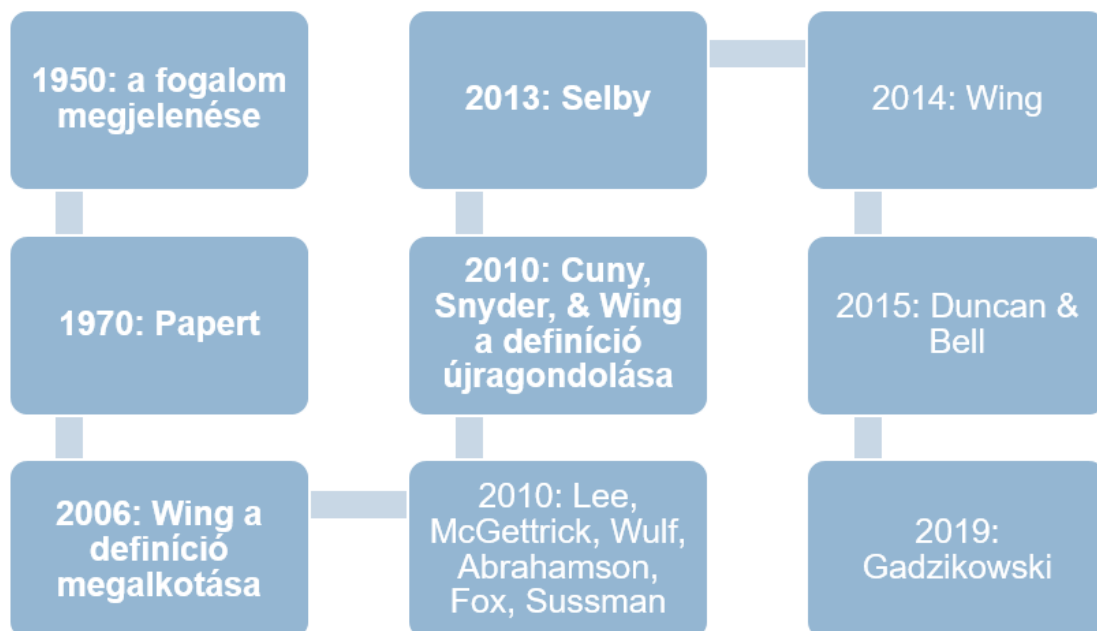 1950: a fogalom
megjelenése
1970: Papert
2006: Wing a
definíció
megalkotása
2010: Lee,
McGettrick, Wulf,
Abrahamson,
Fox, Sussman
2010: Cuny,
Snyder, & Wing
a definíció
újragondolása
2013: Selby
2014: Wing
2015: Duncan &
Bell
2019:
Gadzikowski